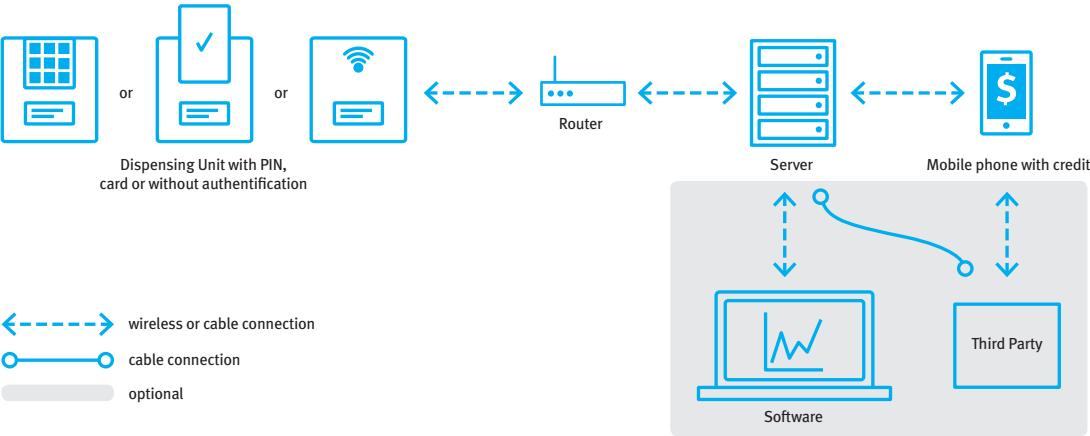 or
or
$
Router
Dispensing Unit with PIN,
card or without authentification
Server
Mobile phone with credit
wireless or cable connection
cable connection
optional
Third Party
Software